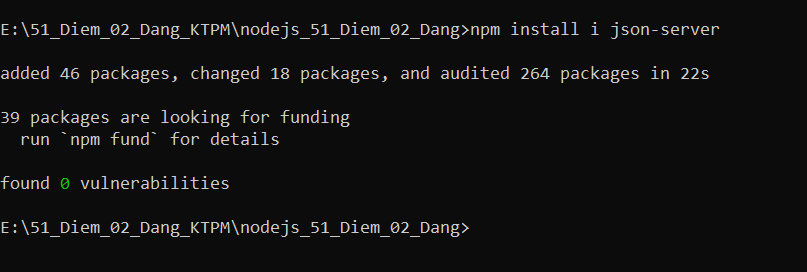 E:\51_Diem_02_Dang_KTPM\nodejs_51_Diem_02_Dang>npm install i json-server
added 46 packages, changed 18 packages, and audited 264 packages in 22s
39 packages are looking for funding
  run `npm fund` for details
found 0 vulnerabilities
E:\51_Diem_02_Dang_KTPM\nodejs_51_Diem_02_Dang>